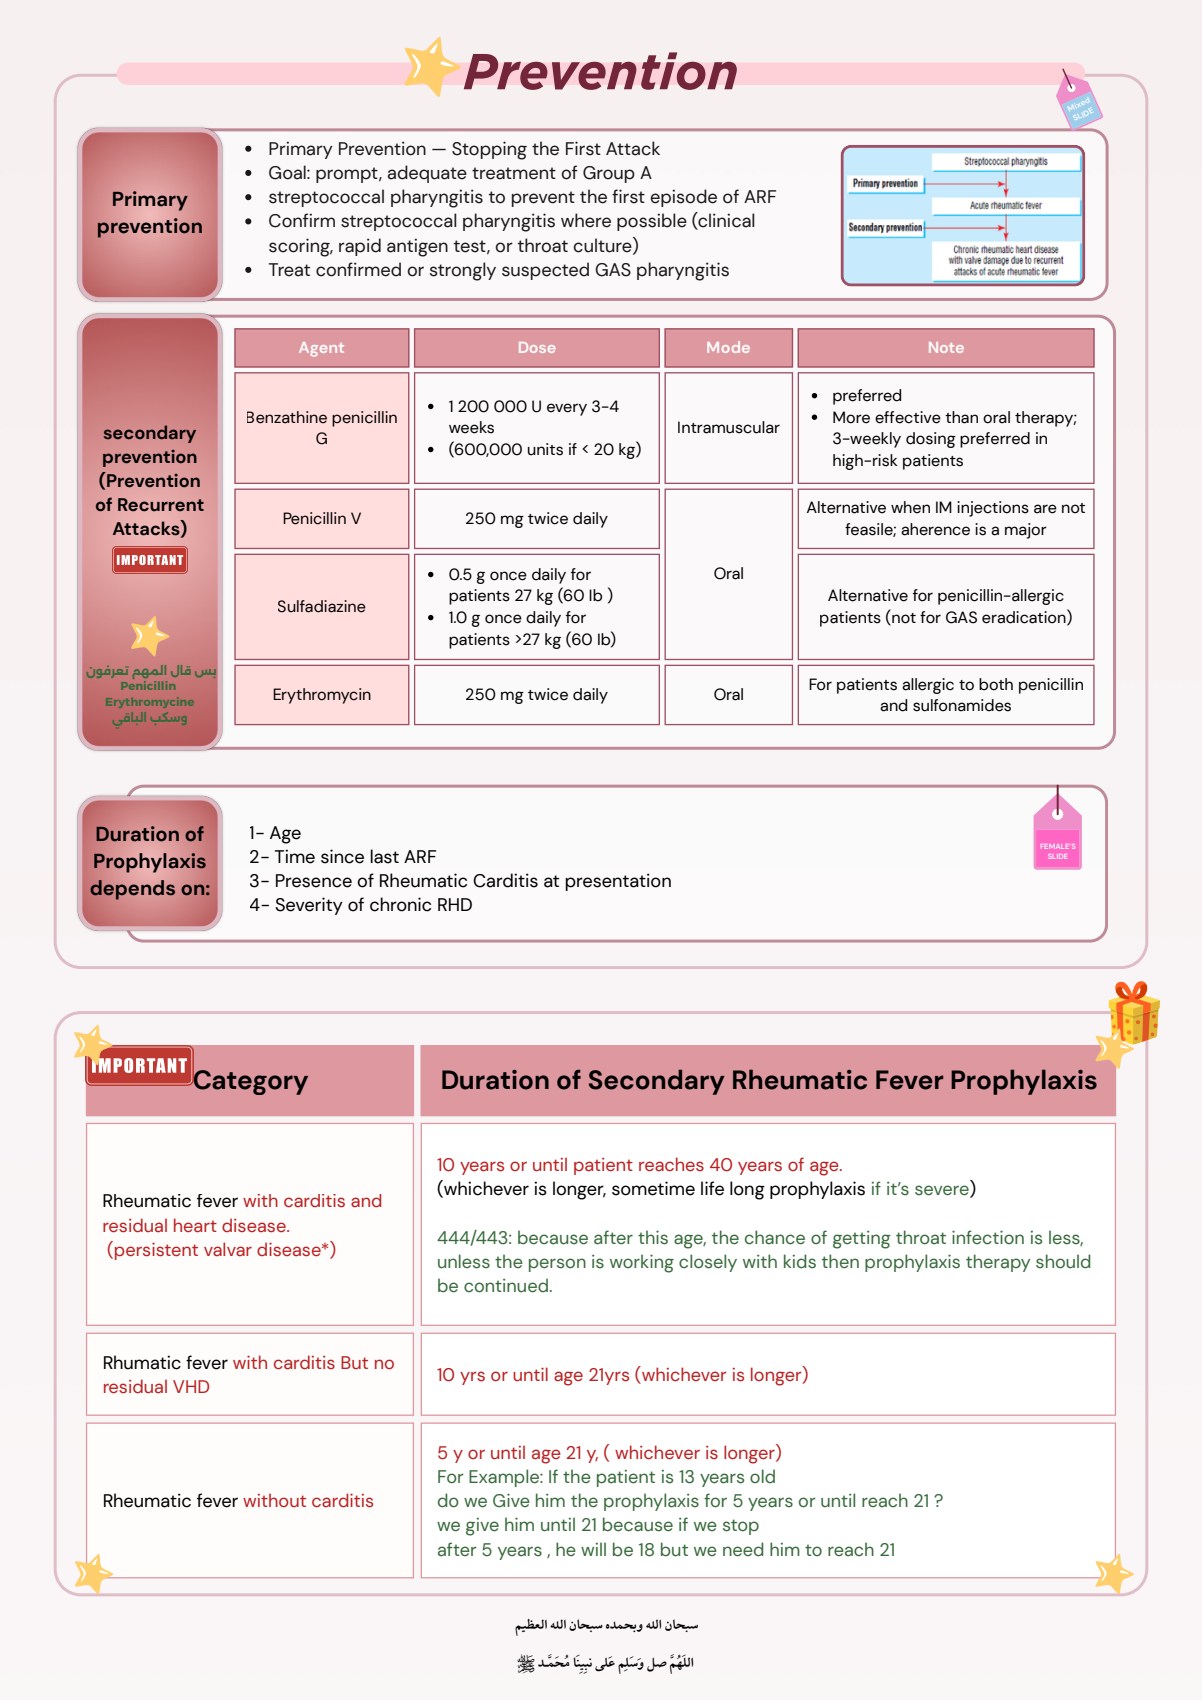 Prevention
Mixed
SLIDE
Primary
prevention
• Primary Prevention — Stopping the First Attack
• Goal: prompt, adequate treatment of Group A
• streptococcal pharyngitis to prevent the first episode of ARF
• Confirm streptococcal pharyngitis where possible (clinical
scoring, rapid antigen test, or throat culture)
• Treat confirmed or strongly suspected GAS pharyngitis
Streptococcal pharyngitis
Primary prevention
Acute rheumatic fever
Secondary prevention
Chronic rheumatic heart disease
with valve damage due to recurrent
attacks of acute rheumatic fever
secondary
prevention
(Prevention
of Recurrent
Attacks)
IMPORTANT
بس قال المهم تعرفون
Penicillin
Erythromycine
وسكب الباقي
Agent
Dose
Mode
Note
Benzathine penicillin
G
• 1 200 000 U every 3-4
weeks
• (600,000 units if < 20 kg)
Intramuscular
• preferred
• More effective than oral therapy;
3-weekly dosing preferred in
high-risk patients
Penicillin V
250 mg twice daily
Oral
Alternative when IM injections are not
feasile; aherence is a major
Sulfadiazine
• 0.5 g once daily for
patients 27 kg (60 lb )
• 1.0 g once daily for
patients >27 kg (60 lb)
Alternative for penicillin-allergic
patients (not for GAS eradication)
Erythromycin
250 mg twice daily
Oral
For patients allergic to both penicillin
and sulfonamides
Duration of
Prophylaxis
depends on:
1- Age
2- Time since last ARF
3- Presence of Rheumatic Carditis at presentation
4- Severity of chronic RHD
FEMALE'S
SLIDE
IMPORTANT
Category
Duration of Secondary Rheumatic Fever Prophylaxis
Rheumatic fever with carditis and
residual heart disease.
(persistent valvar disease*)
10 years or until patient reaches 40 years of age.
(whichever is longer, sometime life long prophylaxis if it's severe)
444/443: because after this age, the chance of getting throat infection is less,
unless the person is working closely with kids then prophylaxis therapy should
be continued.
Rhumatic fever with carditis But no
residual VHD
10 yrs or until age 21yrs (whichever is longer)
Rheumatic fever without carditis
5 y or until age 21 y, ( whichever is longer)
For Example: If the patient is 13 years old
do we Give him the prophylaxis for 5 years or until reach 21 ?
we give him until 21 because if we stop
after 5 years , he will be 18 but we need him to reach 21
سبحان الله وبحمده سبحان الله العظيم
اللَّهُمَّ صل وَسَلِم عَلى نَبِينَا مُحَمَّد ﷺ